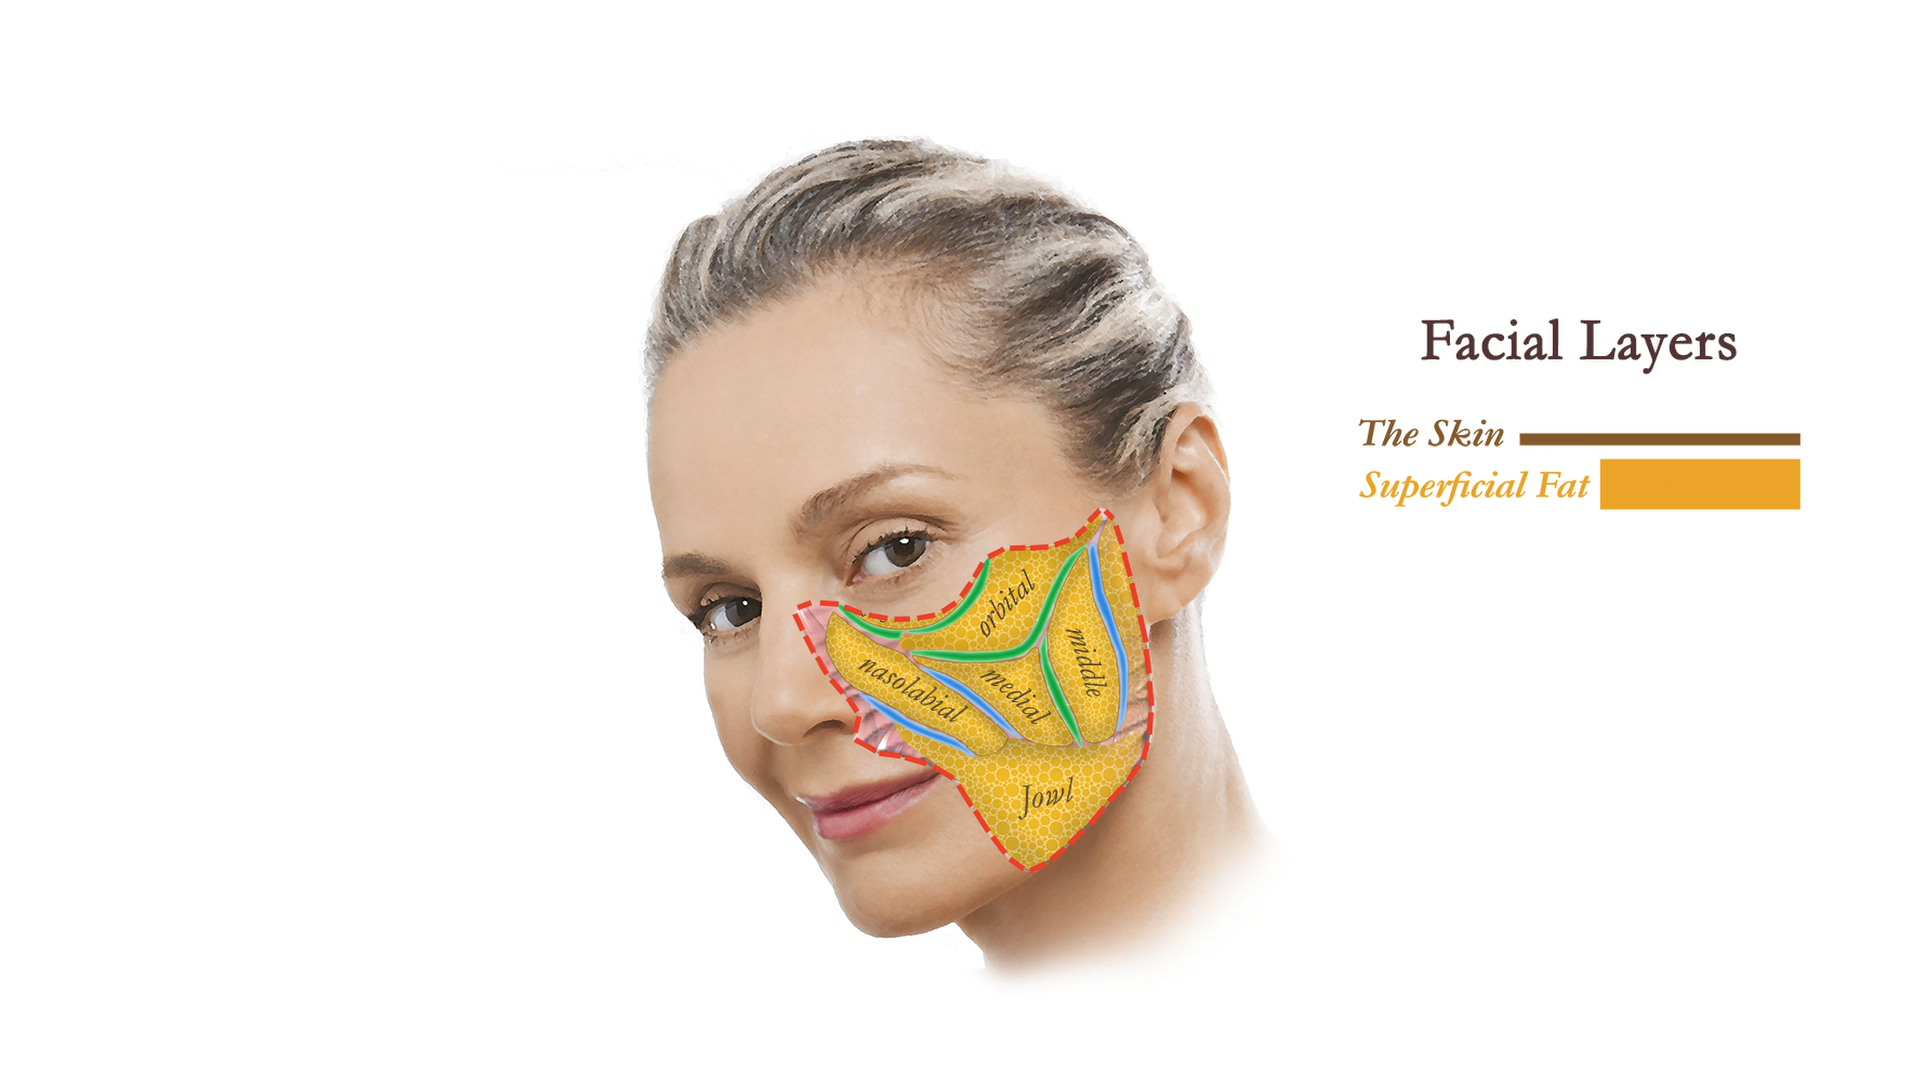 Facial Layers
The Skin
Superficial Fat
orbital
middle
nasolabial
medial
Jowl